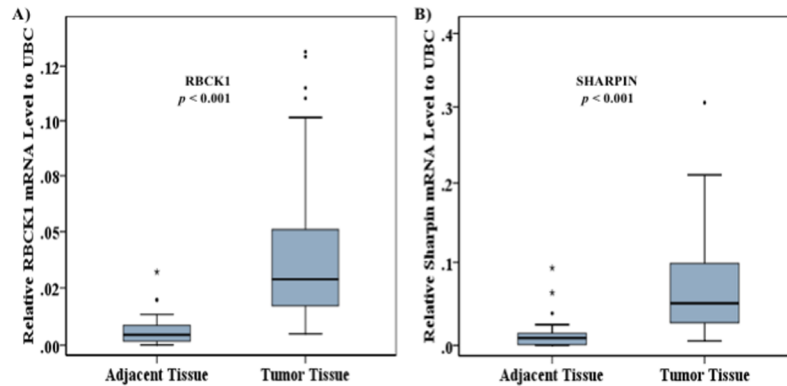 A)
Relative RBCK1 mRNA Level to UBC
.12
.10
.08
.05
.02
.00
RBCK1
p < 0.001
Adjacent Tissue
Tumor Tissue
B)
Relative Sharpin mRNA Level to UBC
.4
.3
.2
.1
.0
SHARPIN
p < 0.001
Adjacent Tissue
Tumor Tissue